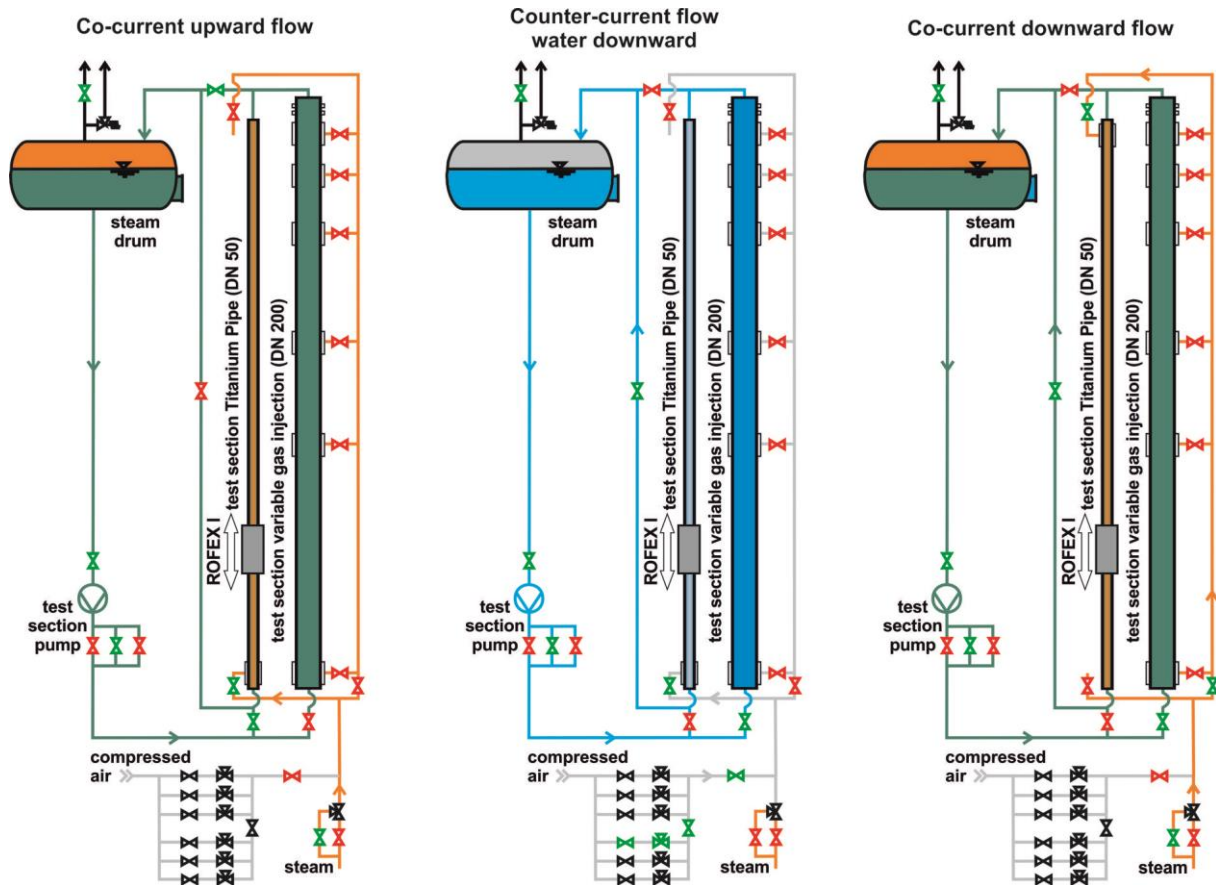 Co-current upward flow
steam
drum
test section Titanium Pipe (DN 50)
test section variable gas injection (DN 200)
ROFEX I
test
section
pump
compressed
air
steam
Counter-current flow
water downward
steam
drum
test section Titanium Pipe (DN 50)
test section variable gas injection (DN 200)
ROFEX I
test
section
pump
compressed
air
steam
Co-current downward flow
steam
drum
test section Titanium Pipe (DN 50)
test section variable gas injection (DN 200)
ROFEX I
test
section
pump
compressed
air
steam